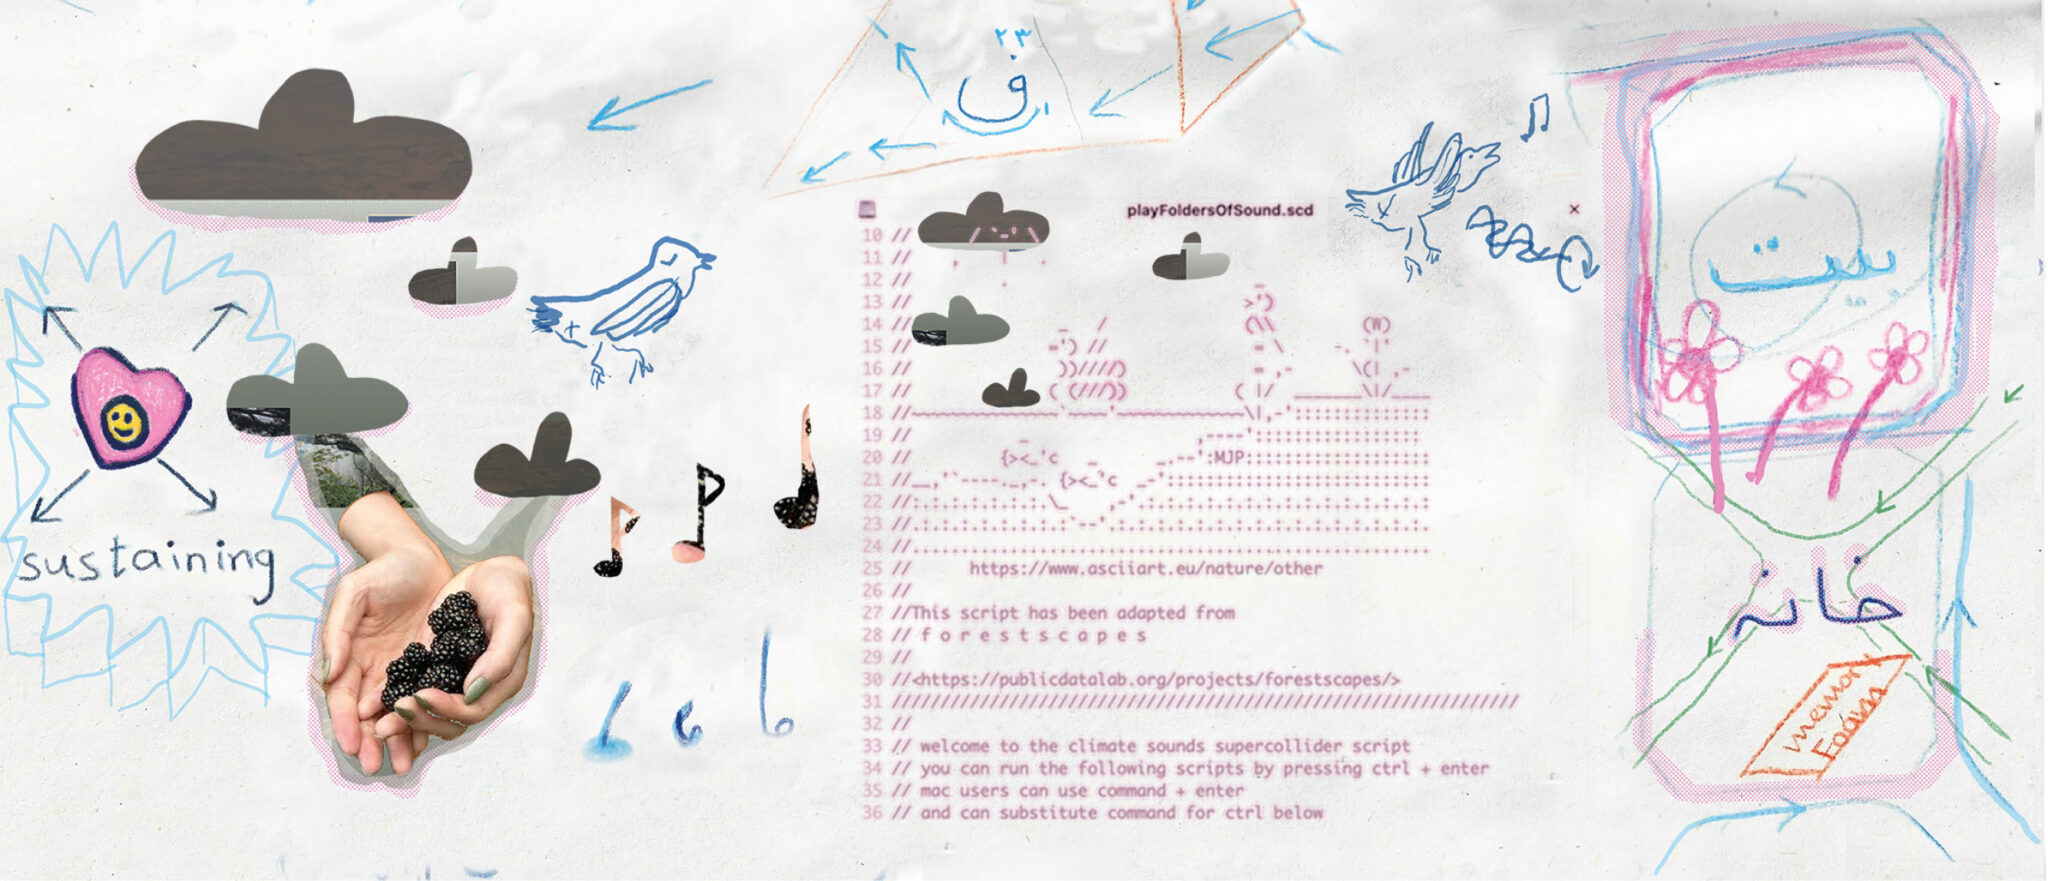 sustaining
٢٣
ف
playFoldersOfSound.scd
10 //
11 //
12 //
13 //
14 //
15 //
16 //
17 //
18 //
19 //
20 // :MJP:
21 //
22 //
23 //
24 //
25 // https://www.asciiart.eu/nature/other
26 //
27 //This script has been adapted from
28 // f o r e s t s c a p e s
29 //
30 //<https://publicdatalab.org/projects/forestscapes/>
31 ////////////////////////////////////////////////////////////////
32 //
33 // welcome to the climate sounds supercollider script
34 // you can run the following scripts by pressing ctrl + enter
35 // mac users can use command + enter
36 // and can substitute command for ctrl below
بيت
خانه